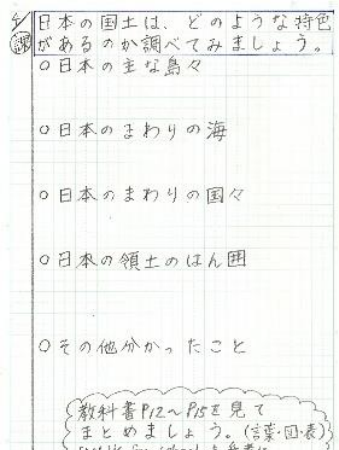 4/
課
日本の国土は、どのような特色
があるのか調べてみましょう。
○日本の主な島々
○日本のまわりの海
○日本のまわりの国々
○日本の領土のはん囲
○その他分かったこと
教科書P12～P15を見て
まとめましょう。(言葉・図・表)